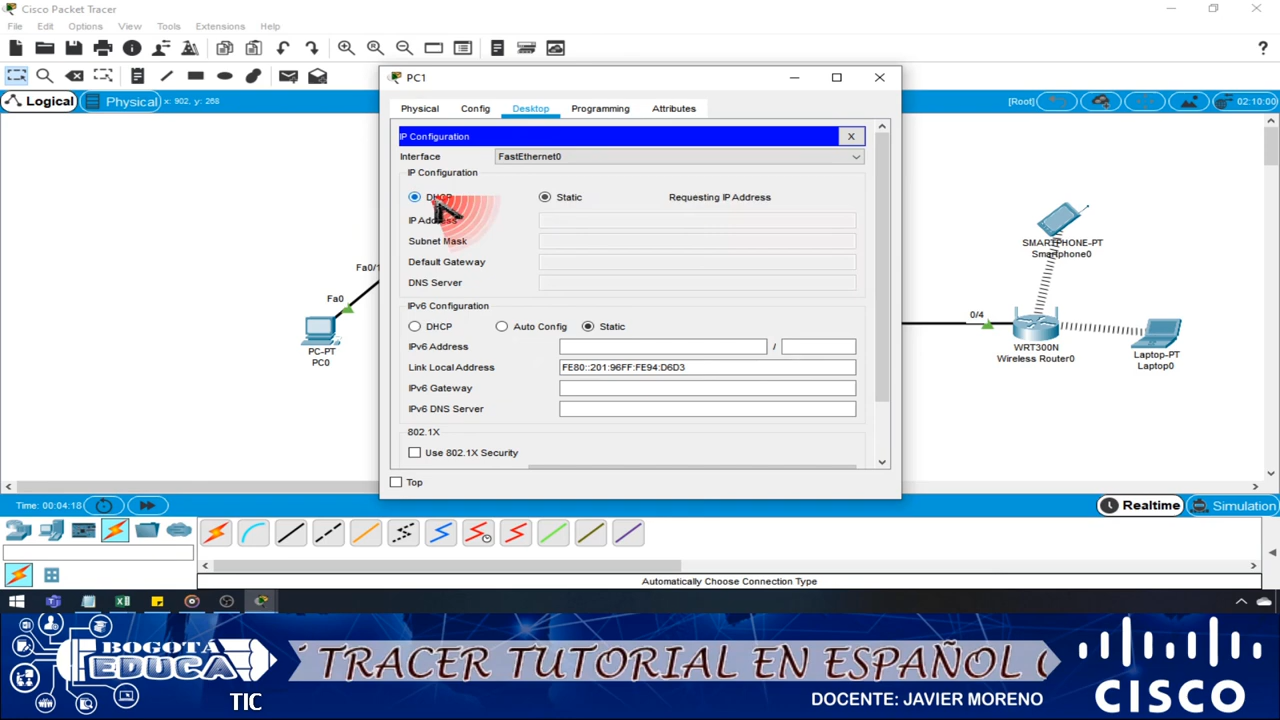 Cisco Packet Tracer
File Edit Options View Tools Extensions Help
Logical Physical x: 902, y: 268 [Root] 02:10:00
PC1
Physical Config Desktop Programming Attributes
IP Configuration X
Interface FastEthernet0
IP Configuration
DHCP Static Requesting IP Address
IP Address
Subnet Mask
Default Gateway
DNS Server
IPv6 Configuration
DHCP Auto Config Static
IPv6 Address /
Link Local Address FE80::201:96FF:FE94:D6D3
IPv6 Gateway
IPv6 DNS Server
802.1X
Use 802.1X Security
Top
Fa0/1
Fa0
PC-PT
PC0
SMARTPHONE-PT
Smartphone0
0/4
WRT300N
Wireless Router0
Laptop-PT
Laptop0
Time: 00:04:18 Realtime Simulation
Automatically Choose Connection Type
BOGOTÁ
EDUCA
TIC
TRACER TUTORIAL EN ESPAÑOL
DOCENTE: JAVIER MORENO
CISCO